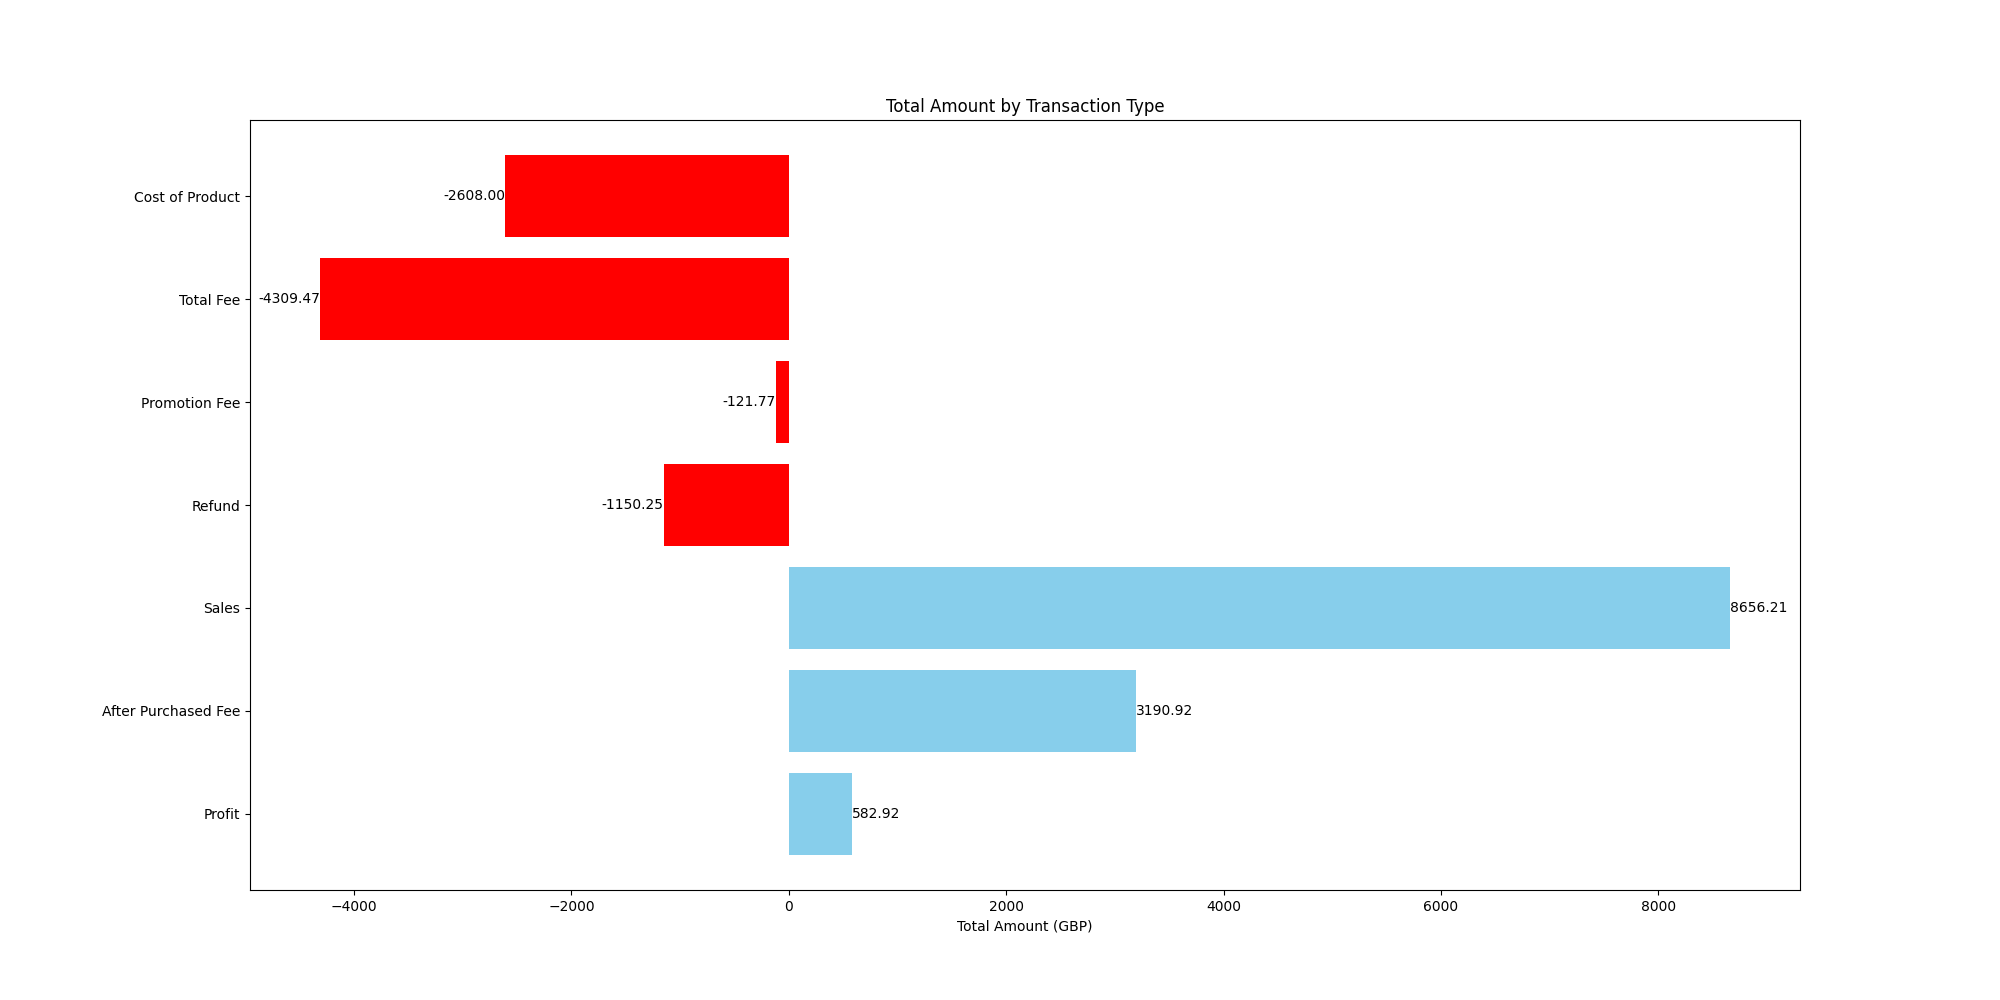 Total Amount by Transaction Type
Cost of Product
-2608.00
Total Fee
-4309.47
Promotion Fee
-121.77
Refund
-1150.25
Sales
8656.21
After Purchased Fee
3190.92
Profit
582.92
−4000 −2000 0 2000 4000 6000 8000
Total Amount (GBP)